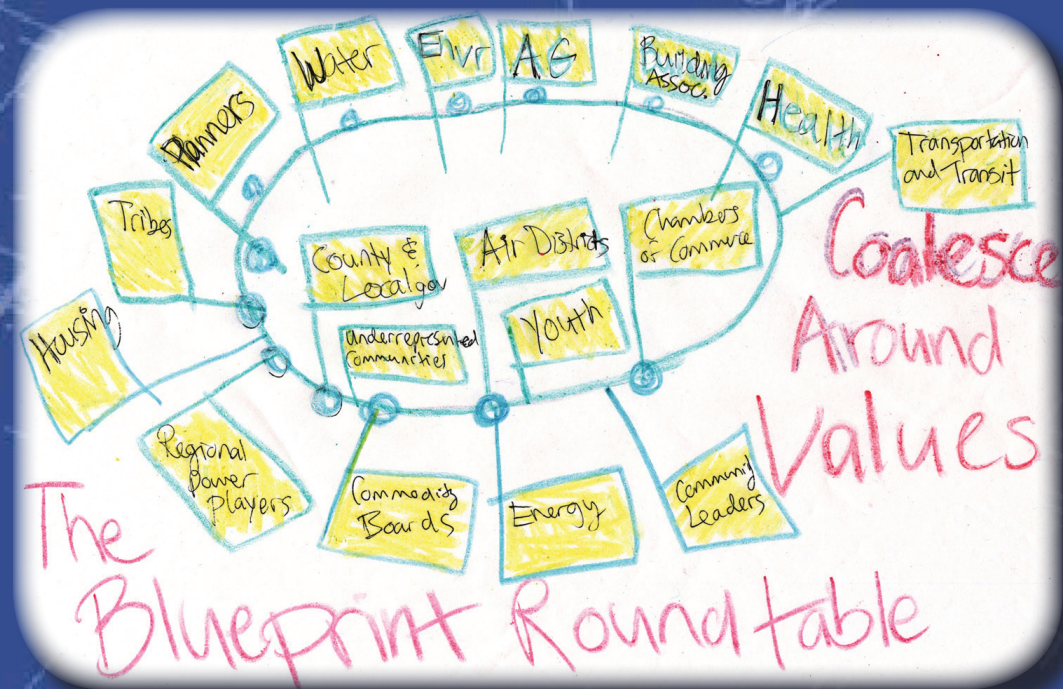 Water
Envr
AG
Building
Assoc.
Health
Transportation
and Transit
Planners
Tribes
Housing
County &
Local gov
Air Districts
Chambers
of Commerce
underrepresented
Communities
Youth
Regional
Power
Players
Commodity
Boards
Energy
Community
Leaders
Coalesce
Around
Values
The
Blueprint Roundtable